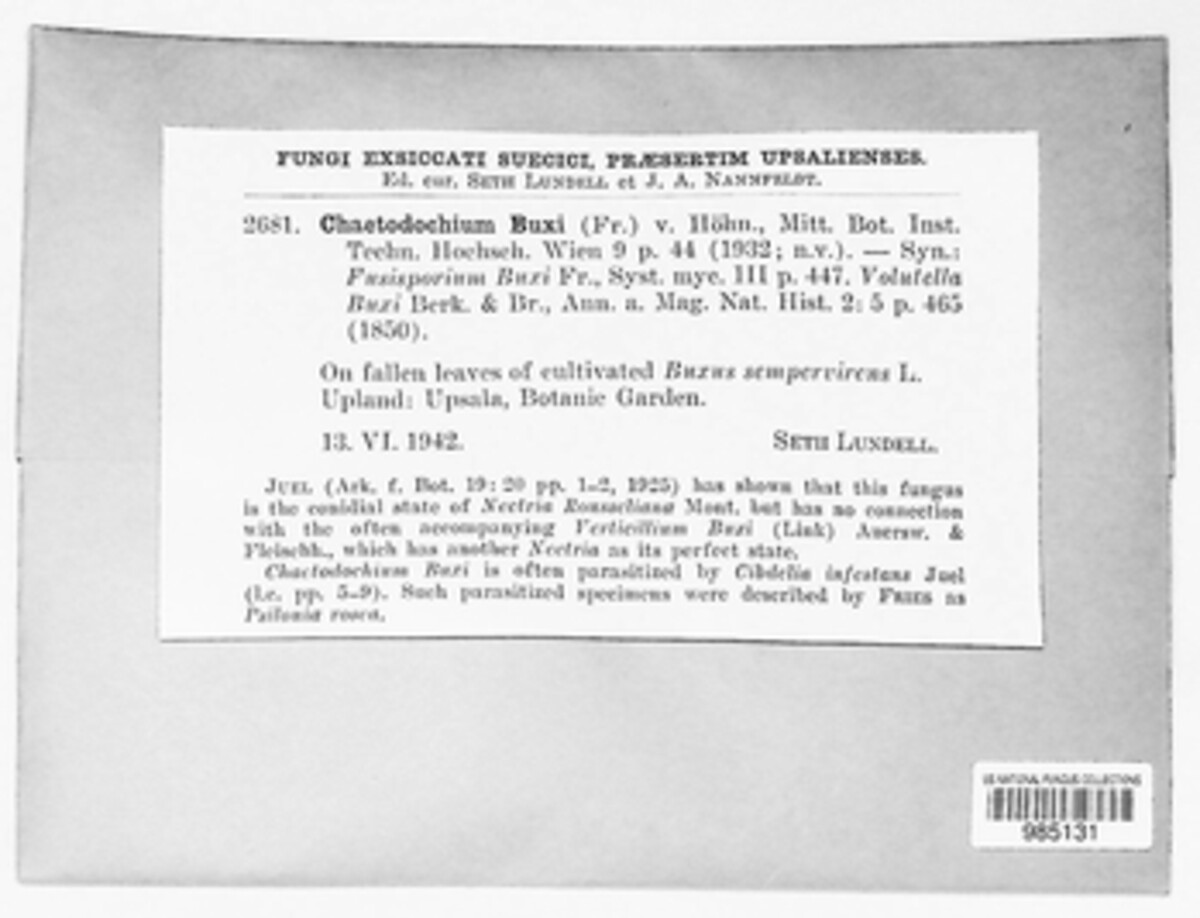 FUNGI EXSICCATI SUECICI, PRÆSERTIM UPSALIENSES.
Ed. cur. SETH LUNDELL et J. A. NANNFELDT.
2681. Chaetodochium Buxi (Fr.) v. Höhn., Mitt. Bot. Inst.
Techn. Hochsch. Wien 9 p. 44 (1932; n.v.). — Syn.:
Fusisporium Buxi Fr., Syst. myc. III p. 447. Volutella
Buxi Berk. & Br., Ann. a. Mag. Nat. Hist. 2: 5 p. 465
(1850).
On fallen leaves of cultivated Buxus sempervirens L.
Upland: Upsala, Botanic Garden.
13. VI. 1942. SETH LUNDELL.
JUEL (Ark. f. Bot. 19: 20 pp. 1–2, 1925) has shown that this fungus
is the conidial state of Nectria Rousseliana Mont. but has no connection
with the often accompanying Verticillium Buxi (Link) Auersw. &
Fleischh., which has another Nectria as its perfect state.
Chaetodochium Buxi is often parasitized by Cibdelia infestans Juel
(l.c. pp. 5–9). Such parasitized specimens were described by FRIES as
Psilonia rosea.
US NATIONAL FUNGUS COLLECTIONS
985131